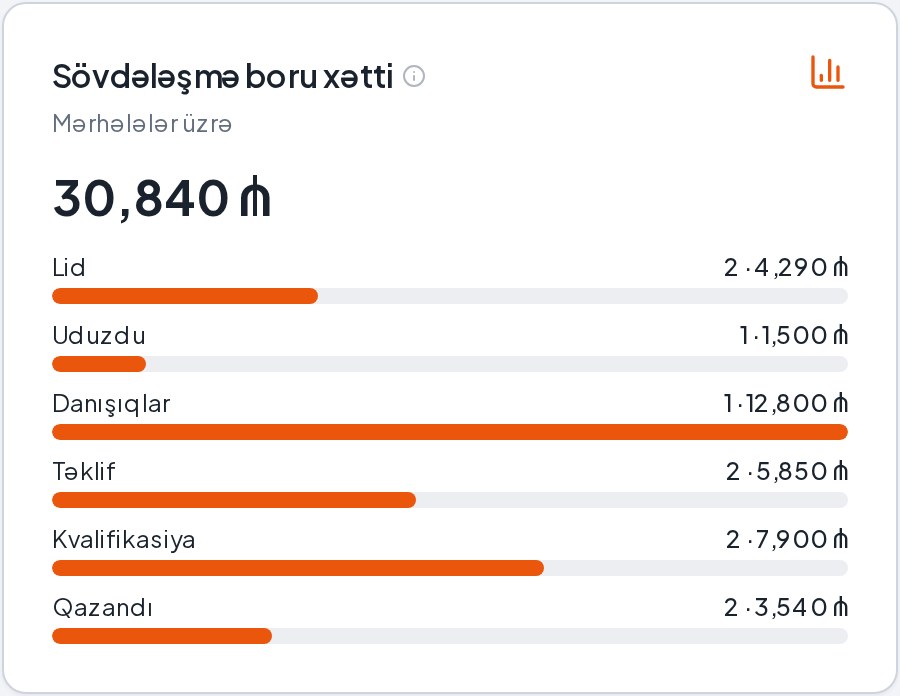 Sövdələşmə boru xətti
Mərhələlər üzrə
30,840 ₼
Lid 2 · 4,290 ₼
Uduzdu 1 · 1,500 ₼
Danışıqlar 1 · 12,800 ₼
Təklif 2 · 5,850 ₼
Kvalifikasiya 2 · 7,900 ₼
Qazandı 2 · 3,540 ₼